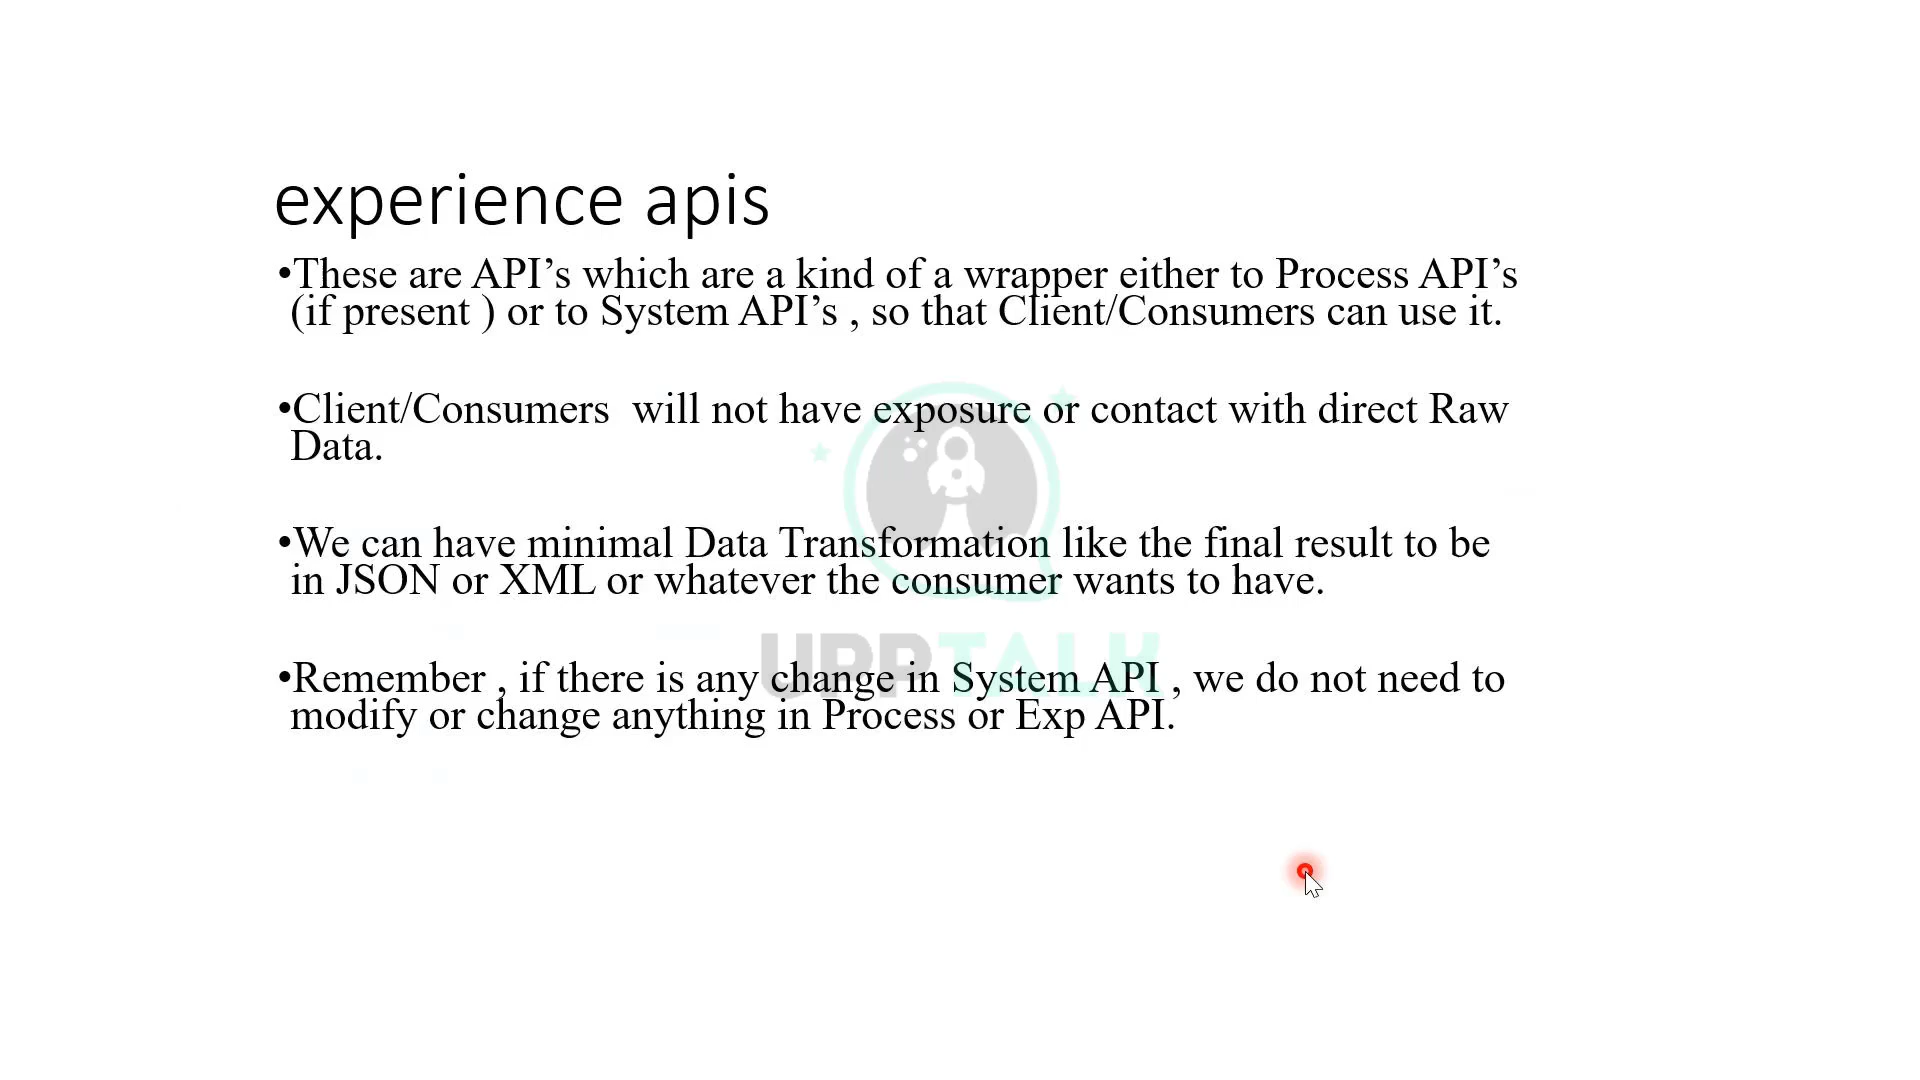 experience apis
•These are API’s which are a kind of a wrapper either to Process API’s
(if present ) or to System API’s , so that Client/Consumers can use it.
•Client/Consumers  will not have exposure or contact with direct Raw
Data.
•We can have minimal Data Transformation like the final result to be
in JSON or XML or whatever the consumer wants to have.
UPPTALK
•Remember , if there is any change in System API , we do not need to
modify or change anything in Process or Exp API.